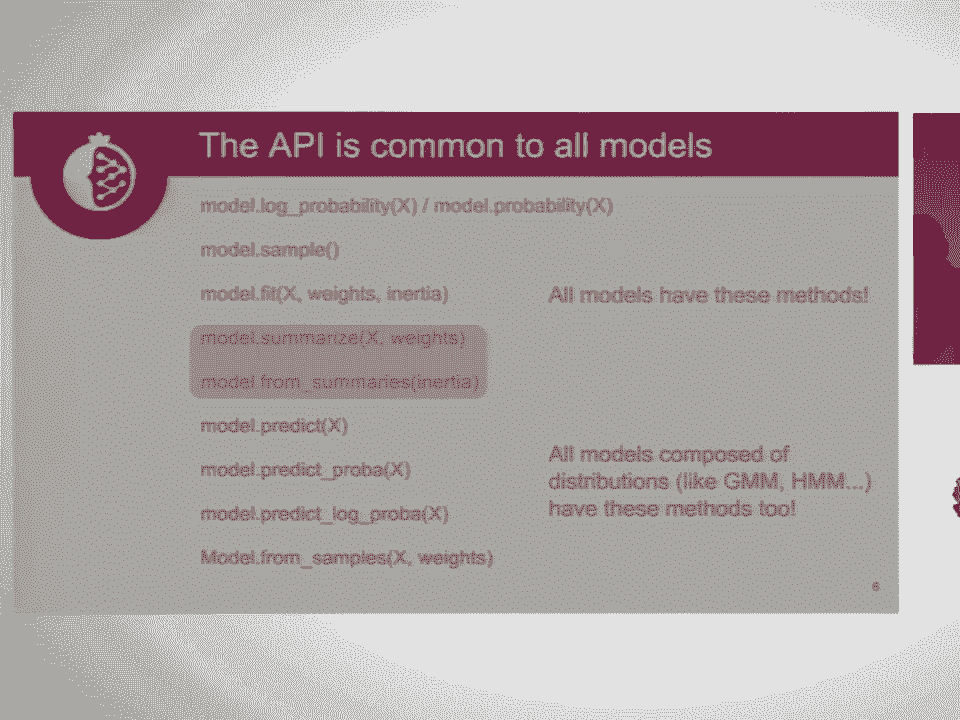 The API is common to all models
model.log_probability(X) / model.probability(X)
model.sample()
model.fit(X, weights, inertia)
All models have these methods!
model.summarize(X, weights)
model.from_summaries(inertia)
model.predict(X)
model.predict_proba(X)
model.predict_log_proba(X)
Model.from_samples(X, weights)
All models composed of
distributions (like GMM, HMM...)
have these methods too!
6